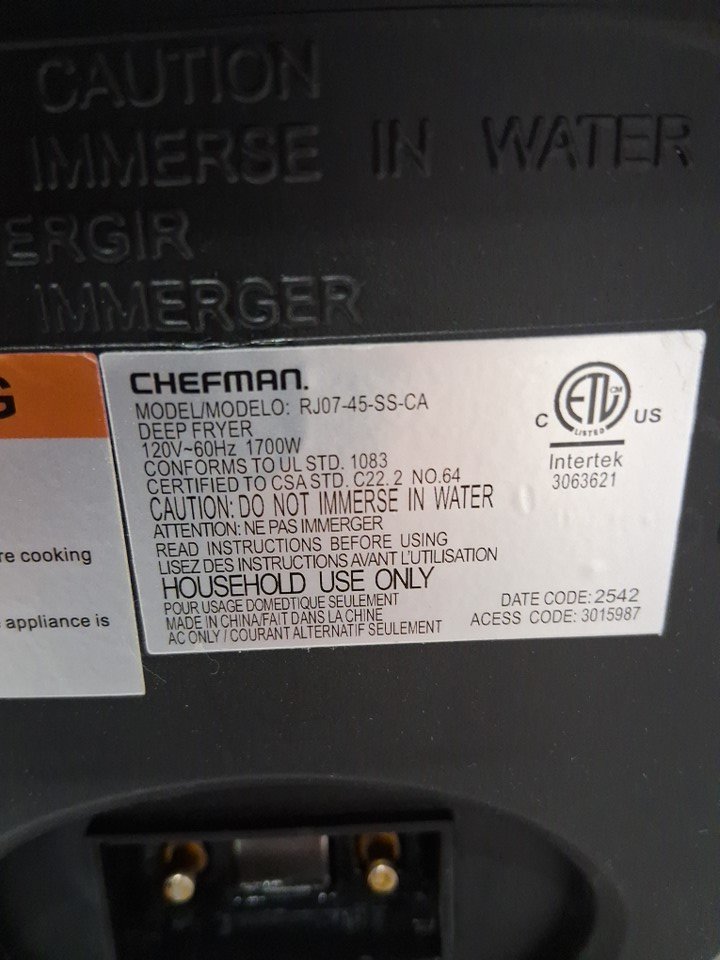 CAUTION
IMMERSE IN WATER
ERGIR
IMMERGER
G
re cooking
appliance is
CHEFMAN.
MODEL/MODELO: RJ07-45-SS-CA
DEEP FRYER
120V~60Hz 1700W
CONFORMS TO UL STD. 1083
CERTIFIED TO CSA STD. C22. 2 NO.64
CAUTION: DO NOT IMMERSE IN WATER
ATTENTION: NE PAS IMMERGER
READ INSTRUCTIONS BEFORE USING
LISEZ DES INSTRUCTIONS AVANT L'UTILISATION
HOUSEHOLD USE ONLY
POUR USAGE DOMEDTIQUE SEULEMENT
MADE IN CHINA/FAIT DANS LA CHINE
AC ONLY / COURANT ALTERNATIF SEULEMENT
C ETL CM US
LISTED
Intertek
3063621
DATE CODE: 2542
ACESS CODE: 3015987